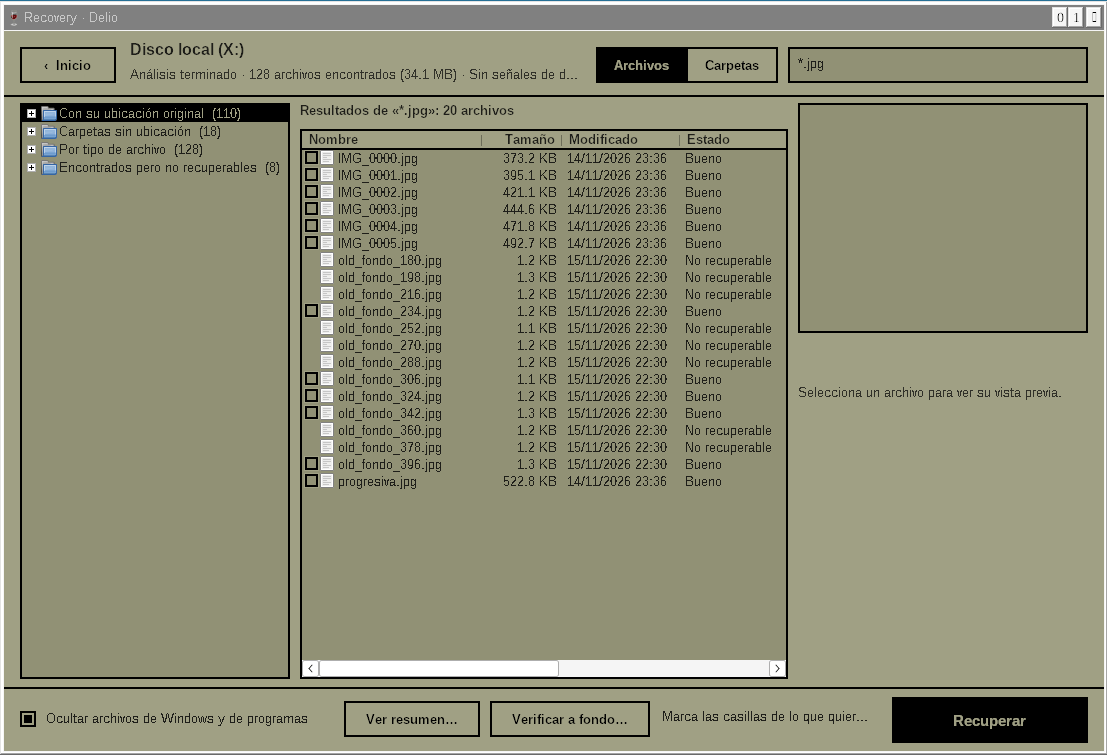 Recovery · Delio
0 1
‹ Inicio
Disco local (X:)
Análisis terminado · 128 archivos encontrados (34.1 MB) · Sin señales de d...
Archivos
Carpetas
*.jpg
Con su ubicación original (110)
Carpetas sin ubicación (18)
Por tipo de archivo (128)
Encontrados pero no recuperables (8)
Resultados de «*.jpg»: 20 archivos
Nombre Tamaño Modificado Estado
IMG_0000.jpg 373.2 KB 14/11/2026 23:36 Bueno
IMG_0001.jpg 395.1 KB 14/11/2026 23:36 Bueno
IMG_0002.jpg 421.1 KB 14/11/2026 23:36 Bueno
IMG_0003.jpg 444.6 KB 14/11/2026 23:36 Bueno
IMG_0004.jpg 471.8 KB 14/11/2026 23:36 Bueno
IMG_0005.jpg 492.7 KB 14/11/2026 23:36 Bueno
old_fondo_180.jpg 1.2 KB 15/11/2026 22:30 No recuperable
old_fondo_198.jpg 1.3 KB 15/11/2026 22:30 No recuperable
old_fondo_216.jpg 1.2 KB 15/11/2026 22:30 No recuperable
old_fondo_234.jpg 1.2 KB 15/11/2026 22:30 Bueno
old_fondo_252.jpg 1.1 KB 15/11/2026 22:30 No recuperable
old_fondo_270.jpg 1.2 KB 15/11/2026 22:30 No recuperable
old_fondo_288.jpg 1.2 KB 15/11/2026 22:30 No recuperable
old_fondo_306.jpg 1.1 KB 15/11/2026 22:30 Bueno
old_fondo_324.jpg 1.2 KB 15/11/2026 22:30 Bueno
old_fondo_342.jpg 1.3 KB 15/11/2026 22:30 Bueno
old_fondo_360.jpg 1.2 KB 15/11/2026 22:30 No recuperable
old_fondo_378.jpg 1.2 KB 15/11/2026 22:30 No recuperable
old_fondo_396.jpg 1.3 KB 15/11/2026 22:30 Bueno
progresiva.jpg 522.8 KB 14/11/2026 23:36 Bueno
Selecciona un archivo para ver su vista previa.
Ocultar archivos de Windows y de programas
Ver resumen...
Verificar a fondo...
Marca las casillas de lo que quier...
Recuperar